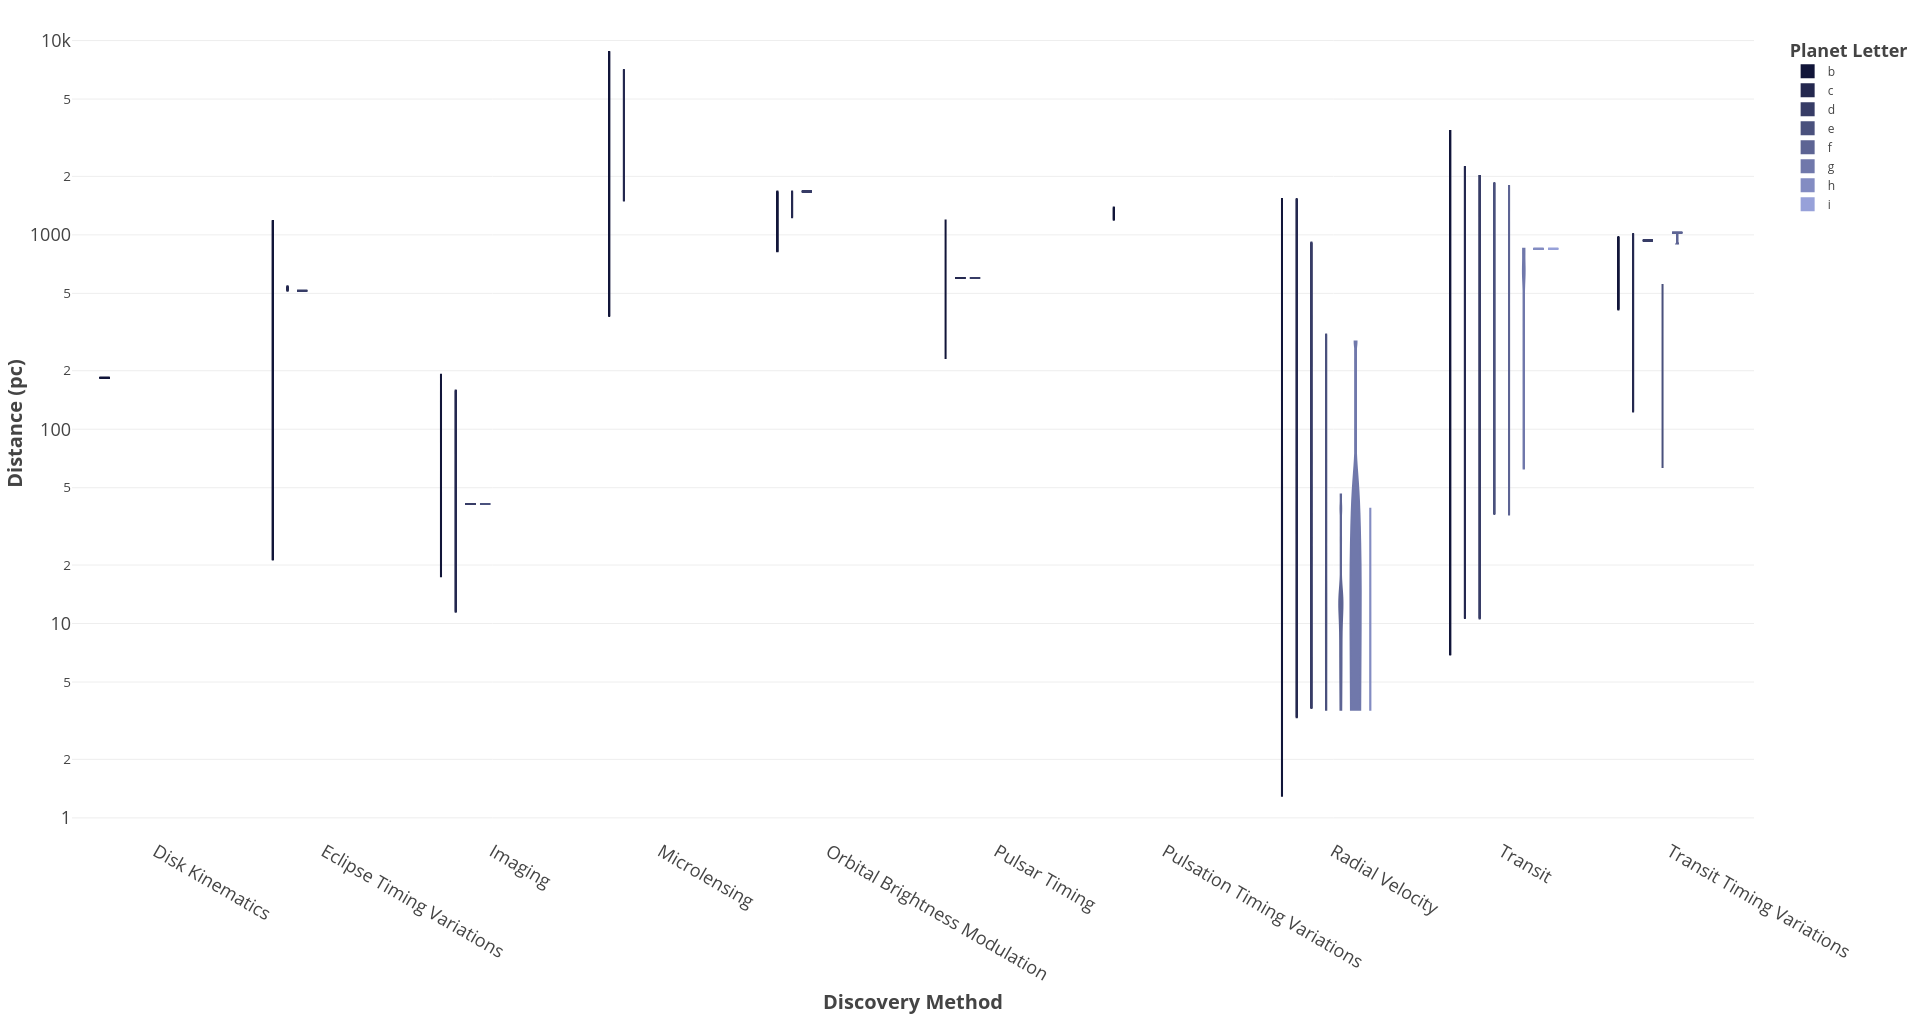 10k
5
2
1000
5
2
100
5
2
10
5
2
1
Distance (pc)
Disk Kinematics
Eclipse Timing Variations
Imaging
Microlensing
Orbital Brightness Modulation
Pulsar Timing
Pulsation Timing Variations
Radial Velocity
Transit
Transit Timing Variations
Discovery Method
Planet Letter
b
c
d
e
f
g
h
i